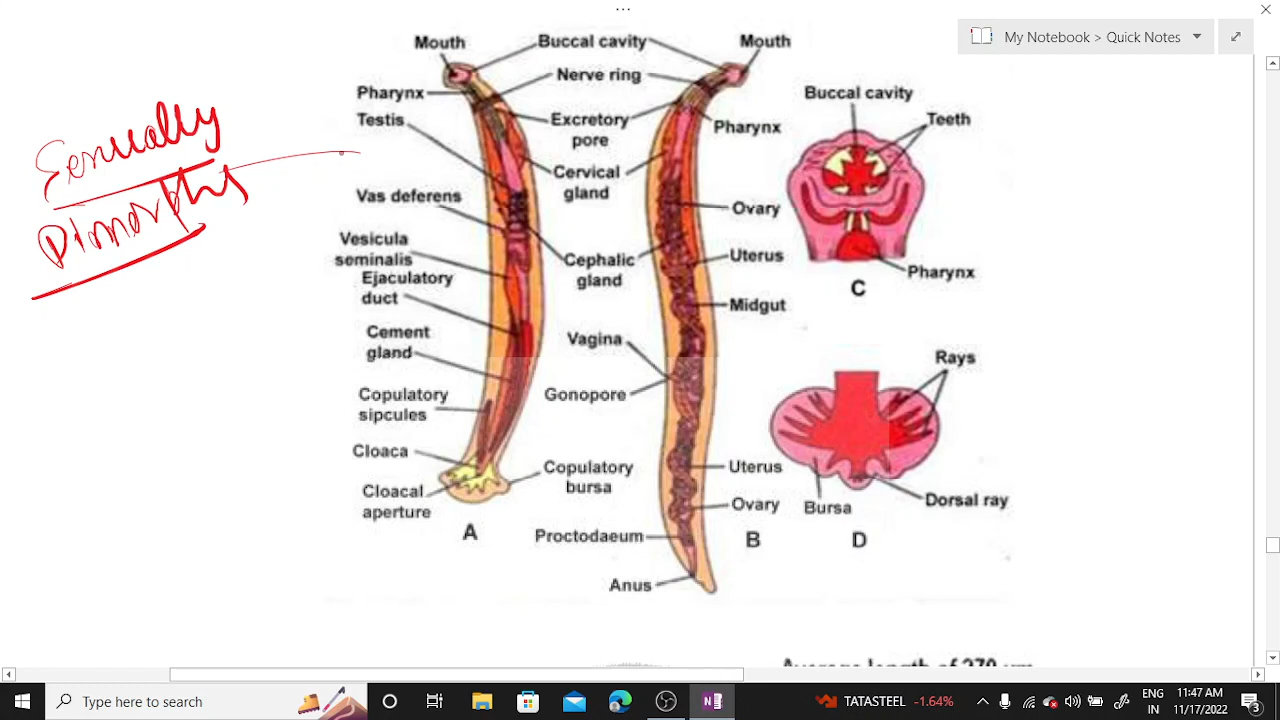 ...
My Notebook > Quick Notes
Mouth
Buccal cavity
Mouth
Nerve ring
Pharynx
Testis
Excretory
pore
Pharynx
Buccal cavity
Teeth
Cervical
gland
Vas deferens
Ovary
Vesicula
seminalis
Cephalic
gland
Uterus
Pharynx
C
Ejaculatory
duct
Midgut
Cement
gland
Vagina
Rays
Copulatory
sipcules
Gonopore
Cloaca
Copulatory
bursa
Uterus
Cloacal
aperture
Ovary
Bursa
Dorsal ray
A
Proctodaeum
B
D
Anus
Sexually
Type here to search
TATASTEEL -1.64%
ENG
IN
1:47 AM
11/17/2022
3